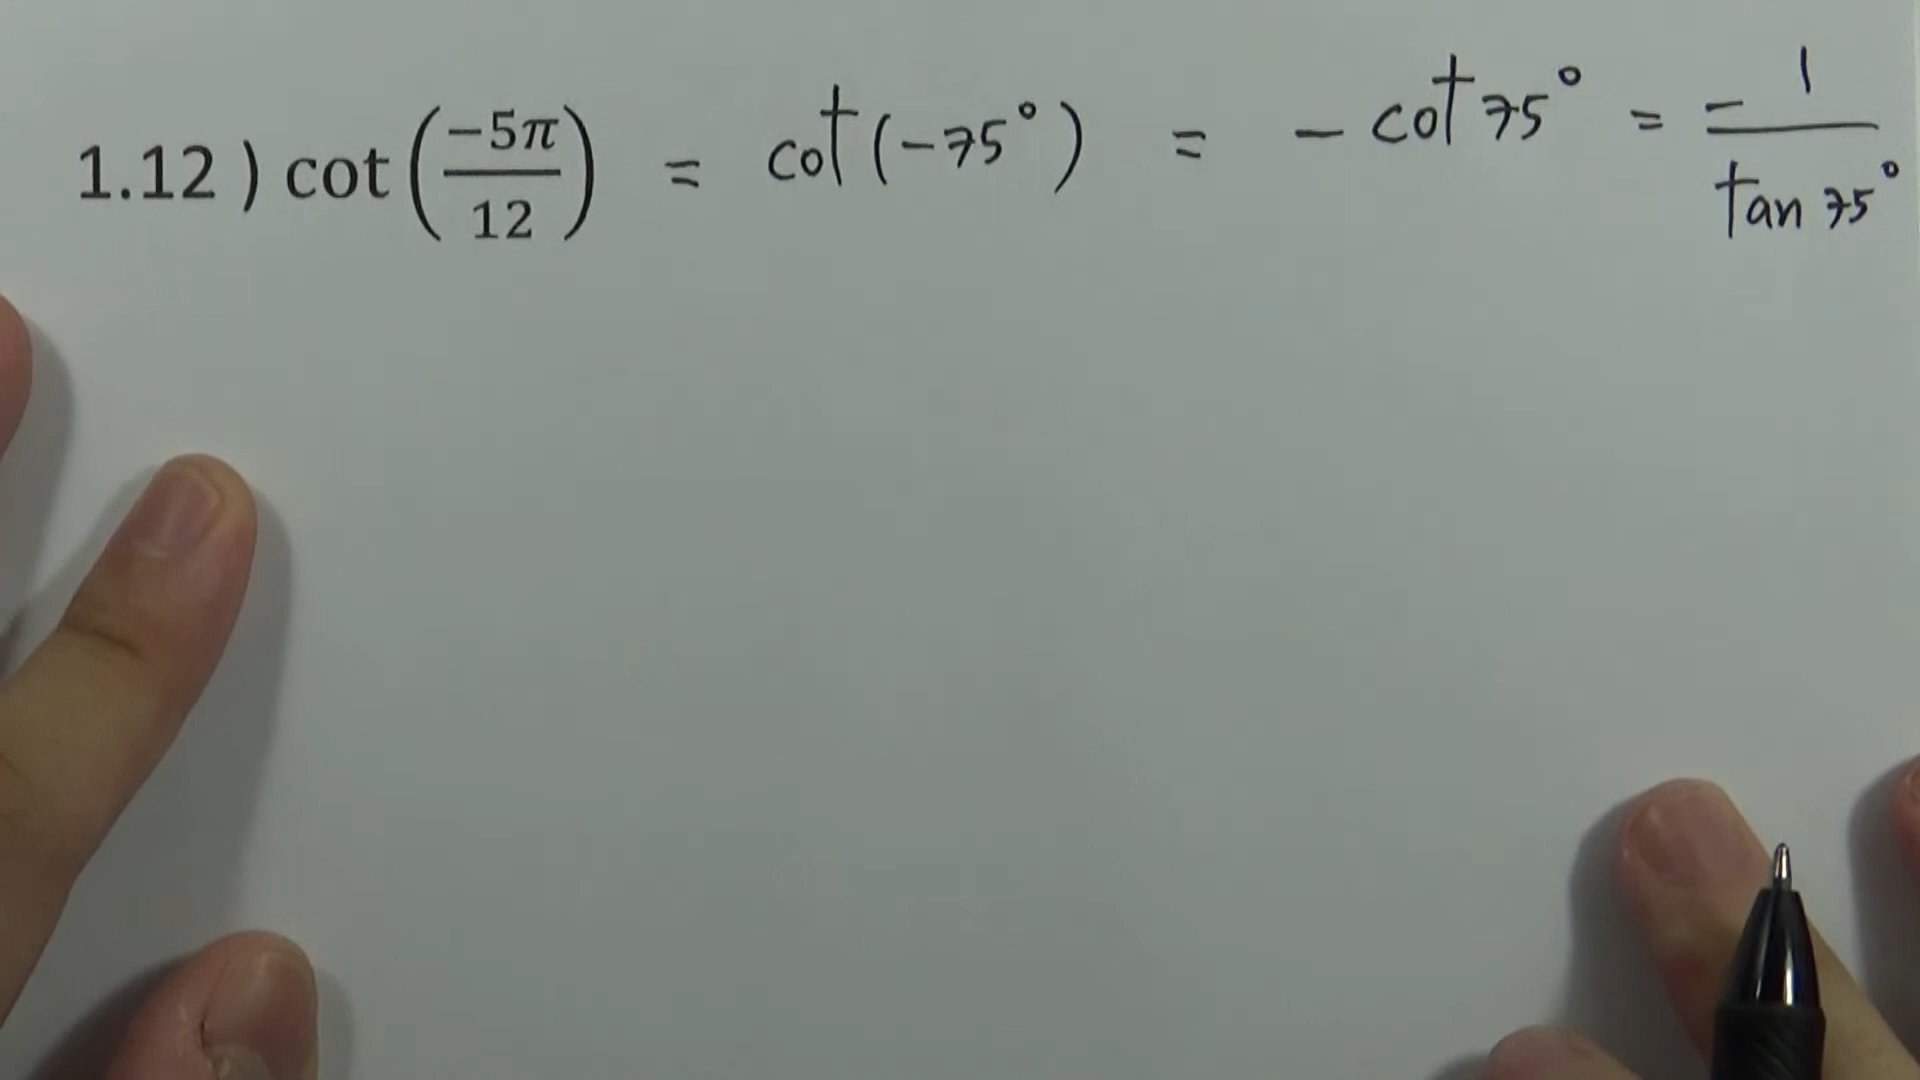 1.12 ) cot(-5π/12) = cot(-75°) = - cot 75° = -1/tan 75°